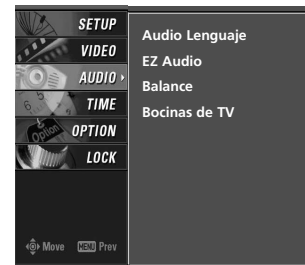 SETUP
VIDEO
AUDIO
TIME
OPTION
LOCK
Move MENU Prev
Audio Lenguaje
EZ Audio
Balance
Bocinas de TV